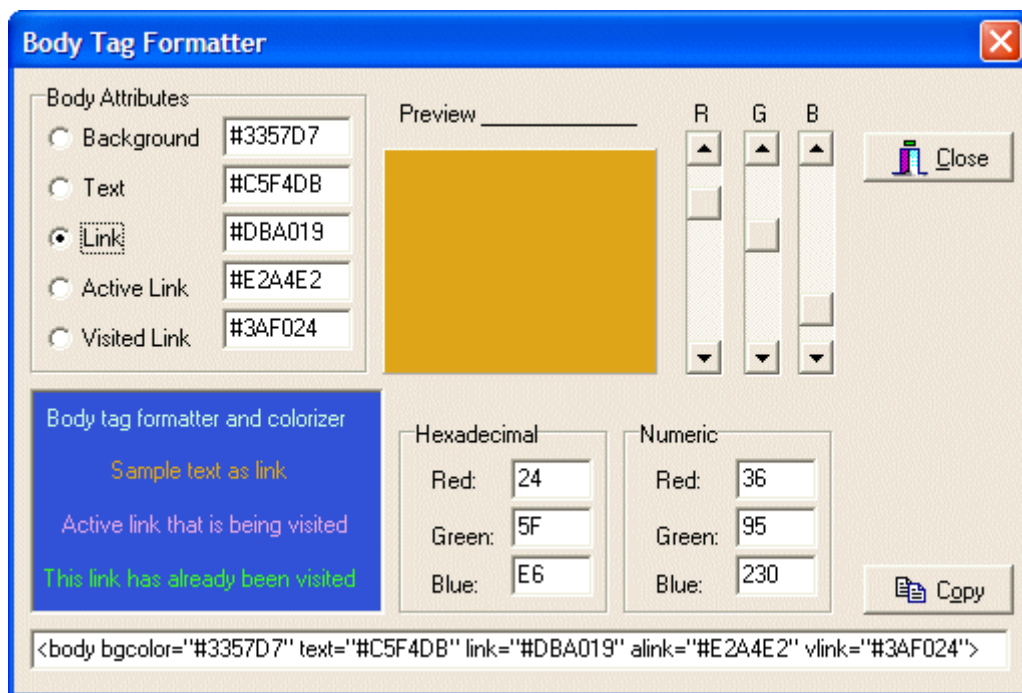 Body Tag Formatter
Body Attributes
Background #3357D7
Text #C5F4DB
Link #DBA019
Active Link #E2A4E2
Visited Link #3AF024
Preview
R G B
Close
Body tag formatter and colorizer
Sample text as link
Active link that is being visited
This link has already been visited
Hexadecimal
Red: 24
Green: 5F
Blue: E6
Numeric
Red: 36
Green: 95
Blue: 230
Copy
<body bgcolor="#3357D7" text="#C5F4DB" link="#DBA019" alink="#E2A4E2" vlink="#3AF024">